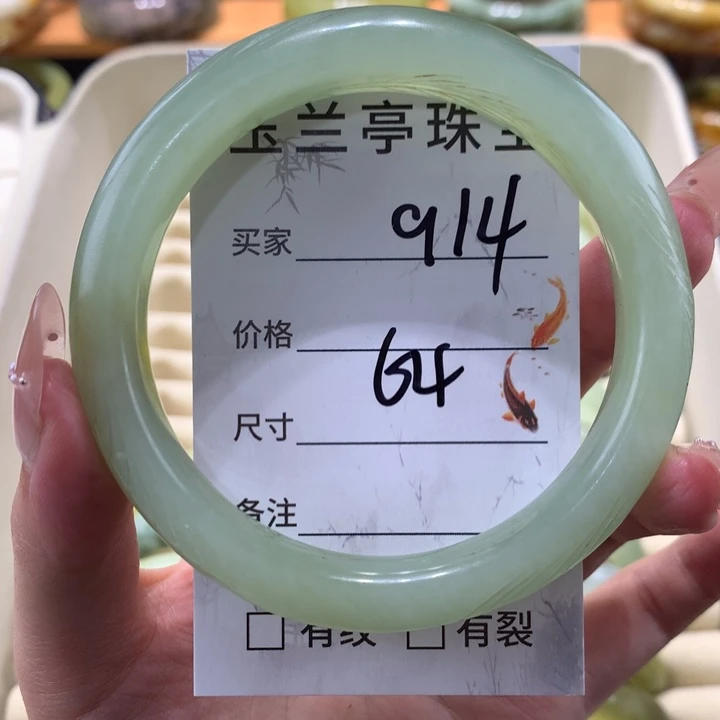 玉兰亭珠宝
买家 914
价格
尺寸 64
备注
□ 有纹 □ 有裂